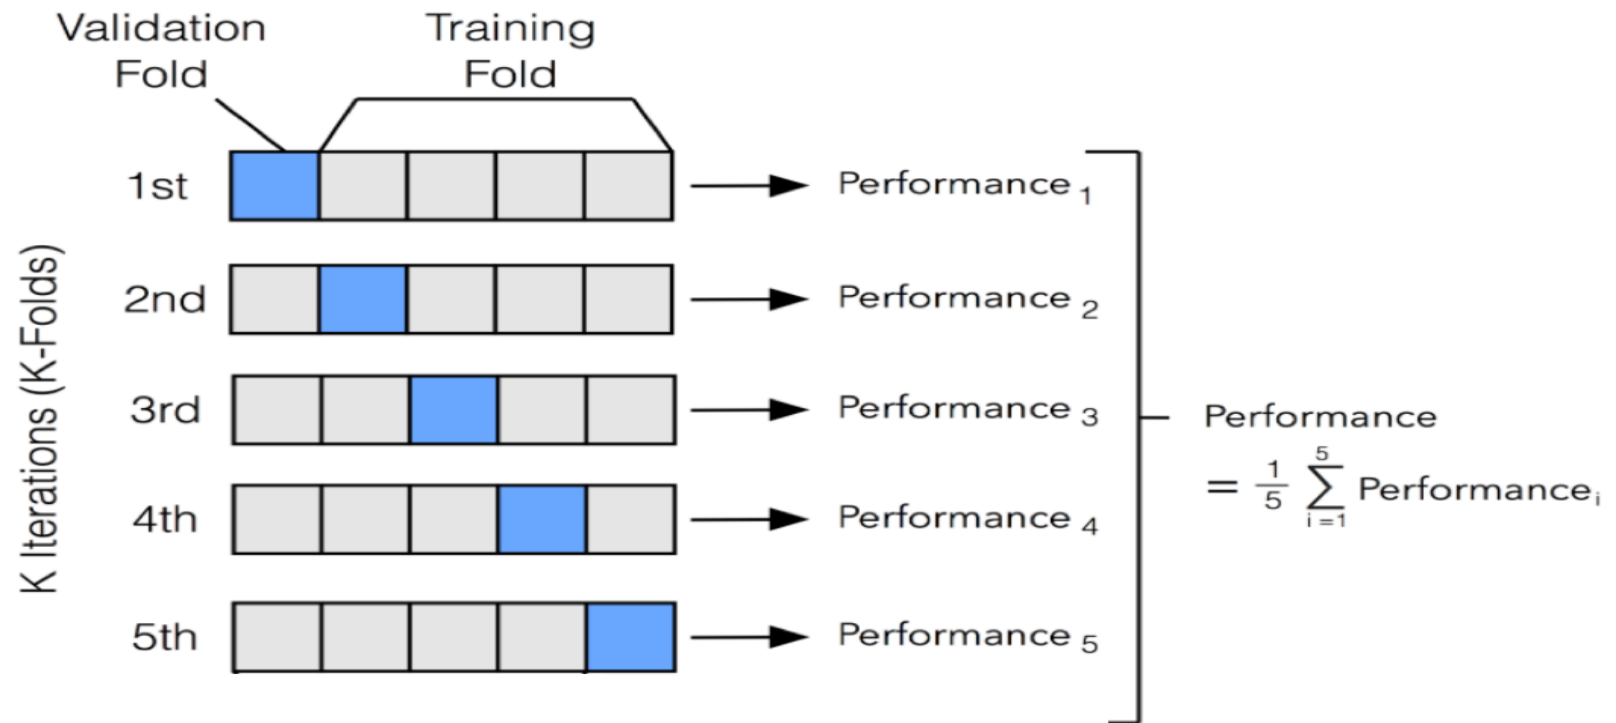 Validation
Fold
Training
Fold
K Iterations (K-Folds)
1st
Performance 1
2nd
Performance 2
3rd
Performance 3
4th
Performance 4
5th
Performance 5
Performance
= 1/5 5∑i=1 Performancei